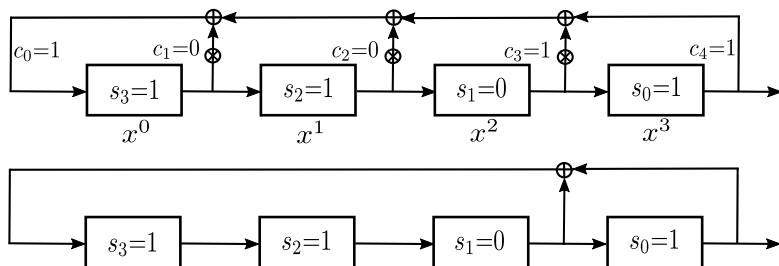 c₀=1 c₁=0 c₂=0 c₃=1 c₄=1
s₃=1 s₂=1 s₁=0 s₀=1
x⁰ x¹ x² x³
s₃=1 s₂=1 s₁=0 s₀=1